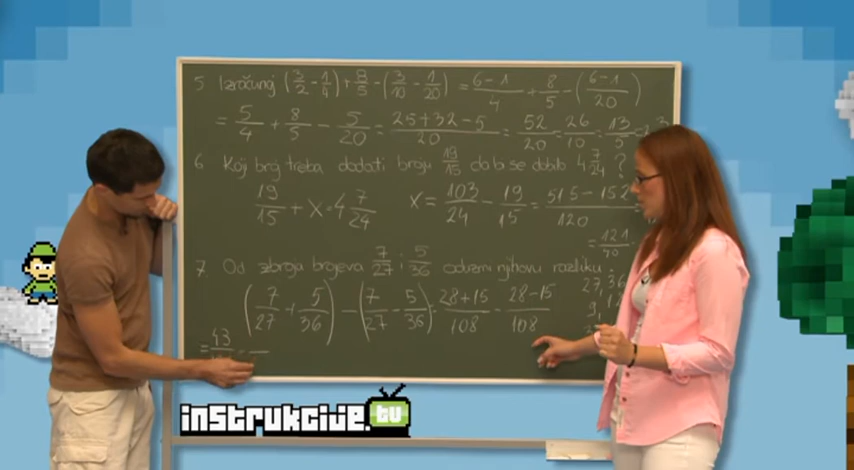 5 Izračunaj (3/2 - 1/4) + 8/5 - (3/10 - 1/20) = (6-1)/4 + 8/5 - ((6-1)/20)
= 5/4 + 8/5 - 5/20 = (25+32-5)/20 = 52/20 = 26/10 = 13/5
6 Koji broj treba dodati broju 19/15 da bi se dobilo 4 7/24 ?
19/15 + x = 4 7/24 x = 103/24 - 19/15 = (515-152)/120
= 121/40
7 Od zbroja brojeva 7/27 i 5/36 oduzmi njihovu razliku.
27, 36
(7/27 + 5/36) - (7/27 - 5/36) = (28+15)/108 - (28-15)/108
9,
= 43
instrukcije.tv